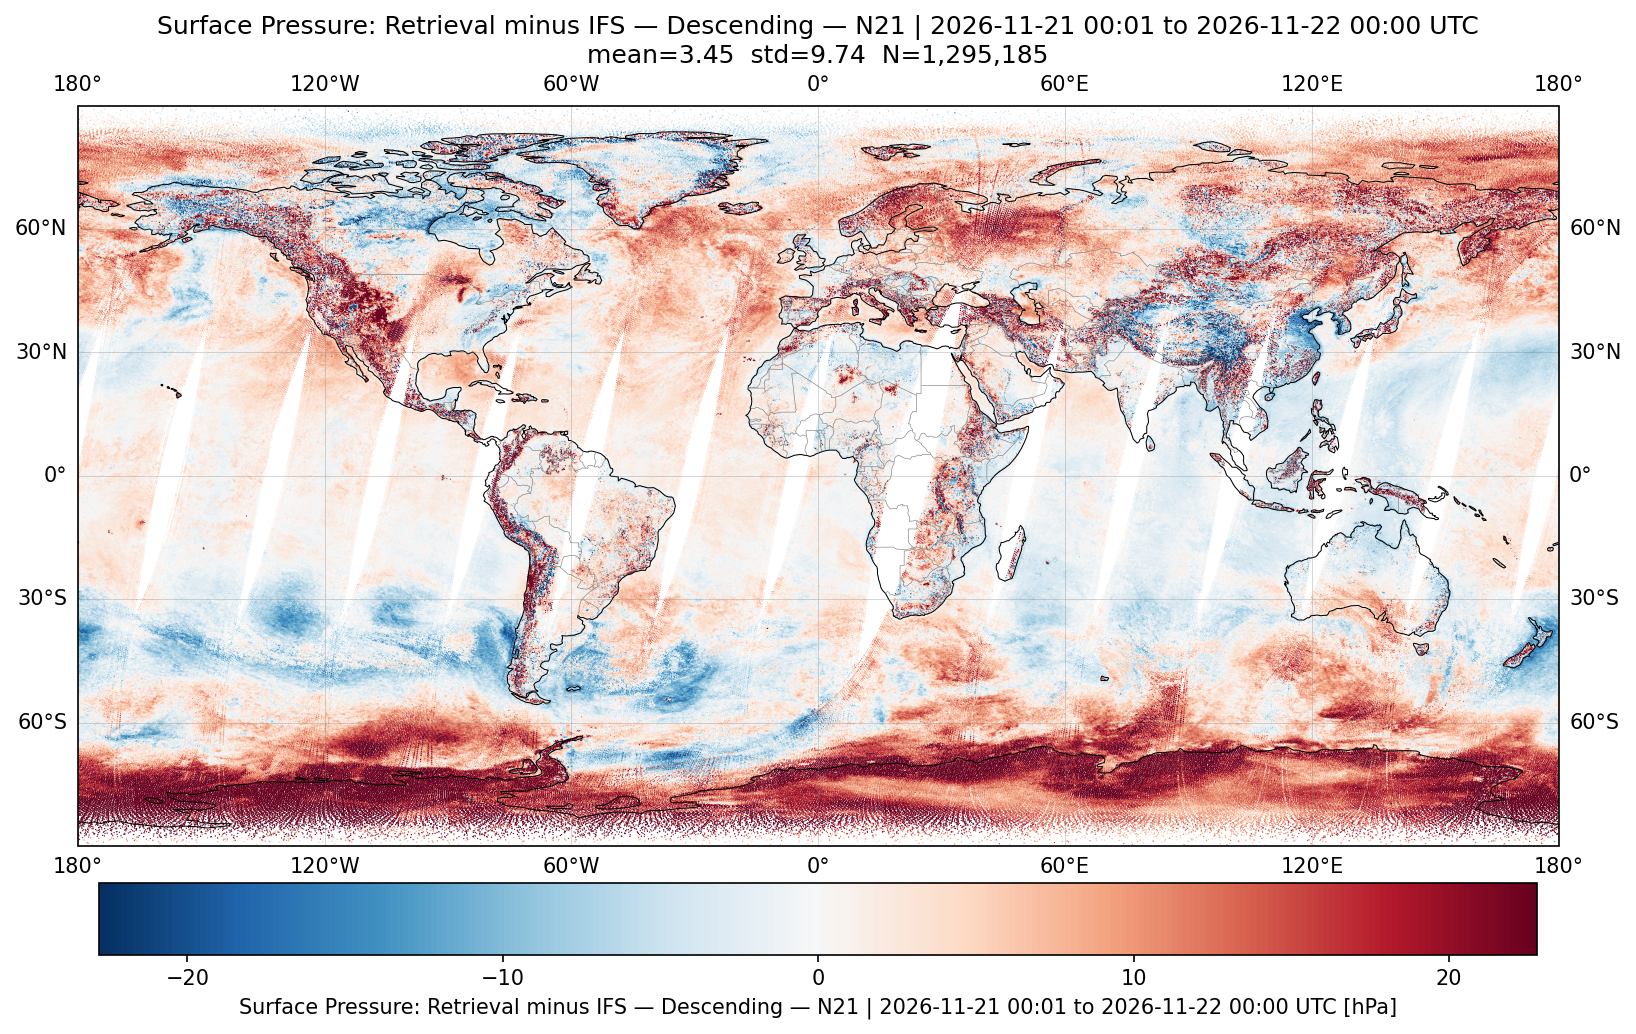 Surface Pressure: Retrieval minus IFS — Descending — N21 | 2026-11-21 00:01 to 2026-11-22 00:00 UTC
mean=3.45  std=9.74  N=1,295,185
180° 120°W 60°W 0° 60°E 120°E 180°
60°N 60°N
30°N 30°N
0° 0°
30°S 30°S
60°S 60°S
180° 120°W 60°W 0° 60°E 120°E 180°
−20 −10 0 10 20
Surface Pressure: Retrieval minus IFS — Descending — N21 | 2026-11-21 00:01 to 2026-11-22 00:00 UTC [hPa]